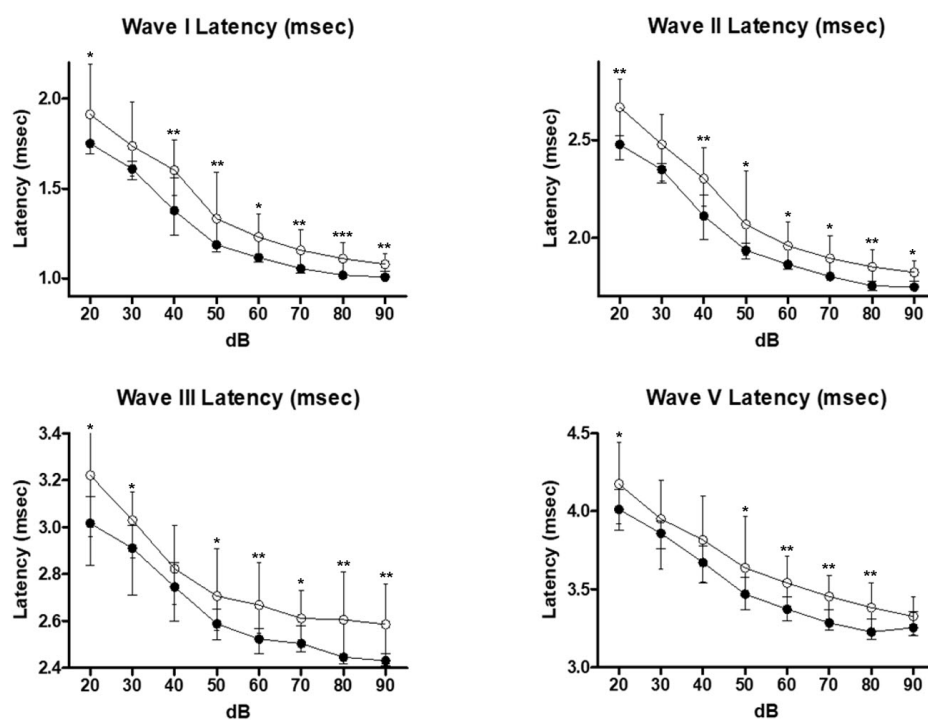 Wave I Latency (msec)
Latency (msec)
2.0
1.5
1.0
* ** ** * ** *** **
20 30 40 50 60 70 80 90
dB
Wave II Latency (msec)
Latency (msec)
2.5
2.0
** ** * * * ** *
20 30 40 50 60 70 80 90
dB
Wave III Latency (msec)
Latency (msec)
3.4
3.2
3.0
2.8
2.6
2.4
* * * ** * ** **
20 30 40 50 60 70 80 90
dB
Wave V Latency (msec)
Latency (msec)
4.5
4.0
3.5
3.0
* * ** ** **
20 30 40 50 60 70 80 90
dB